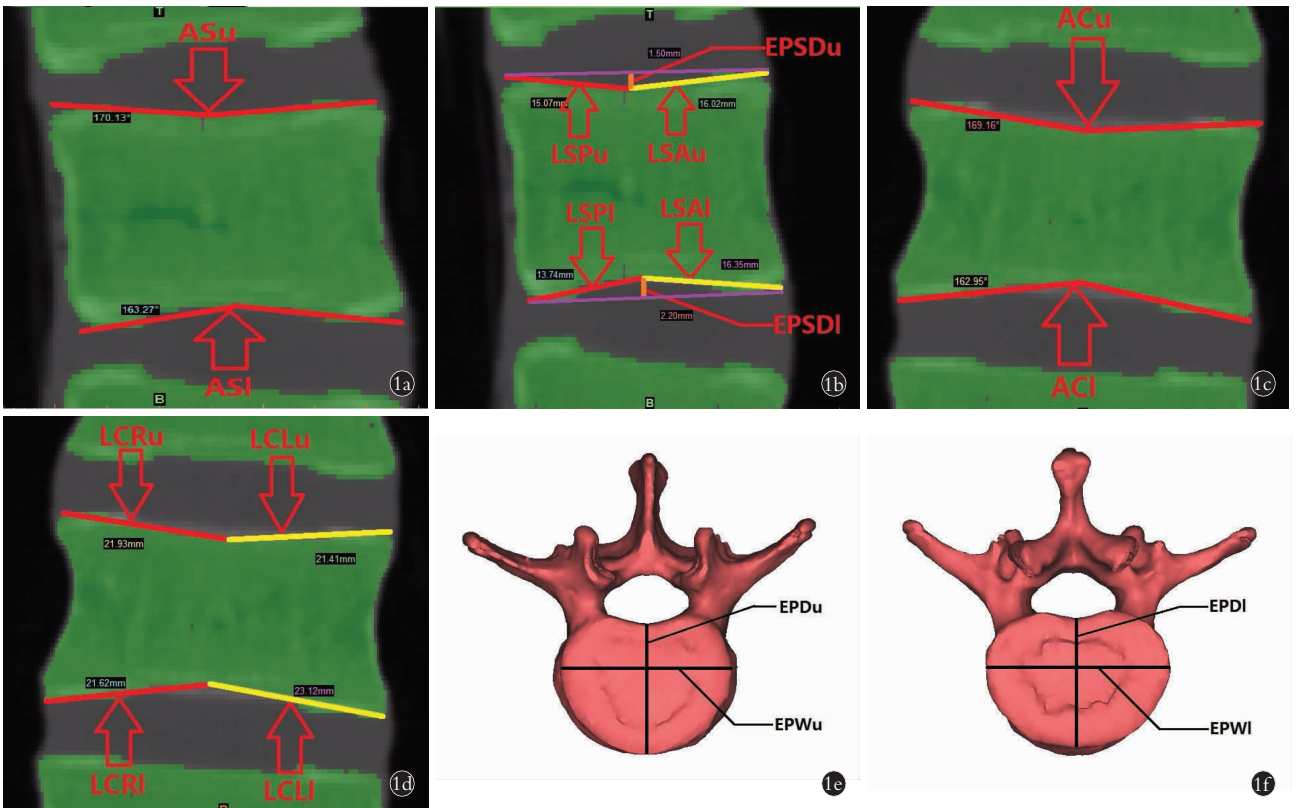 T
ASu
170.13°
163.27°
ASl
B
1a
T
1.50mm
EPSDu
15.07mm
16.02mm
LSPu
LSAu
LSPl
LSAl
13.74mm
16.35mm
2.20mm
EPSDl
B
1b
ACu
169.16°
162.95°
ACl
1c
LCRu
LCLu
21.93mm
21.41mm
21.62mm
23.12mm
LCRl
LCLl
1d
EPDu
EPWu
1e
EPDl
EPWl
1f